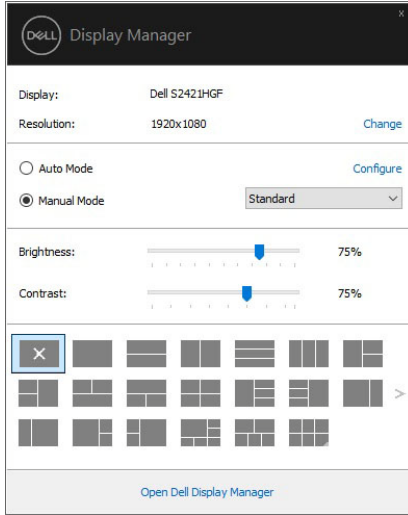 x
DELL Display Manager
Display: Dell S2421HGF
Resolution: 1920x1080 Change
Auto Mode Configure
Manual Mode Standard
Brightness: 75%
Contrast: 75%
Open Dell Display Manager